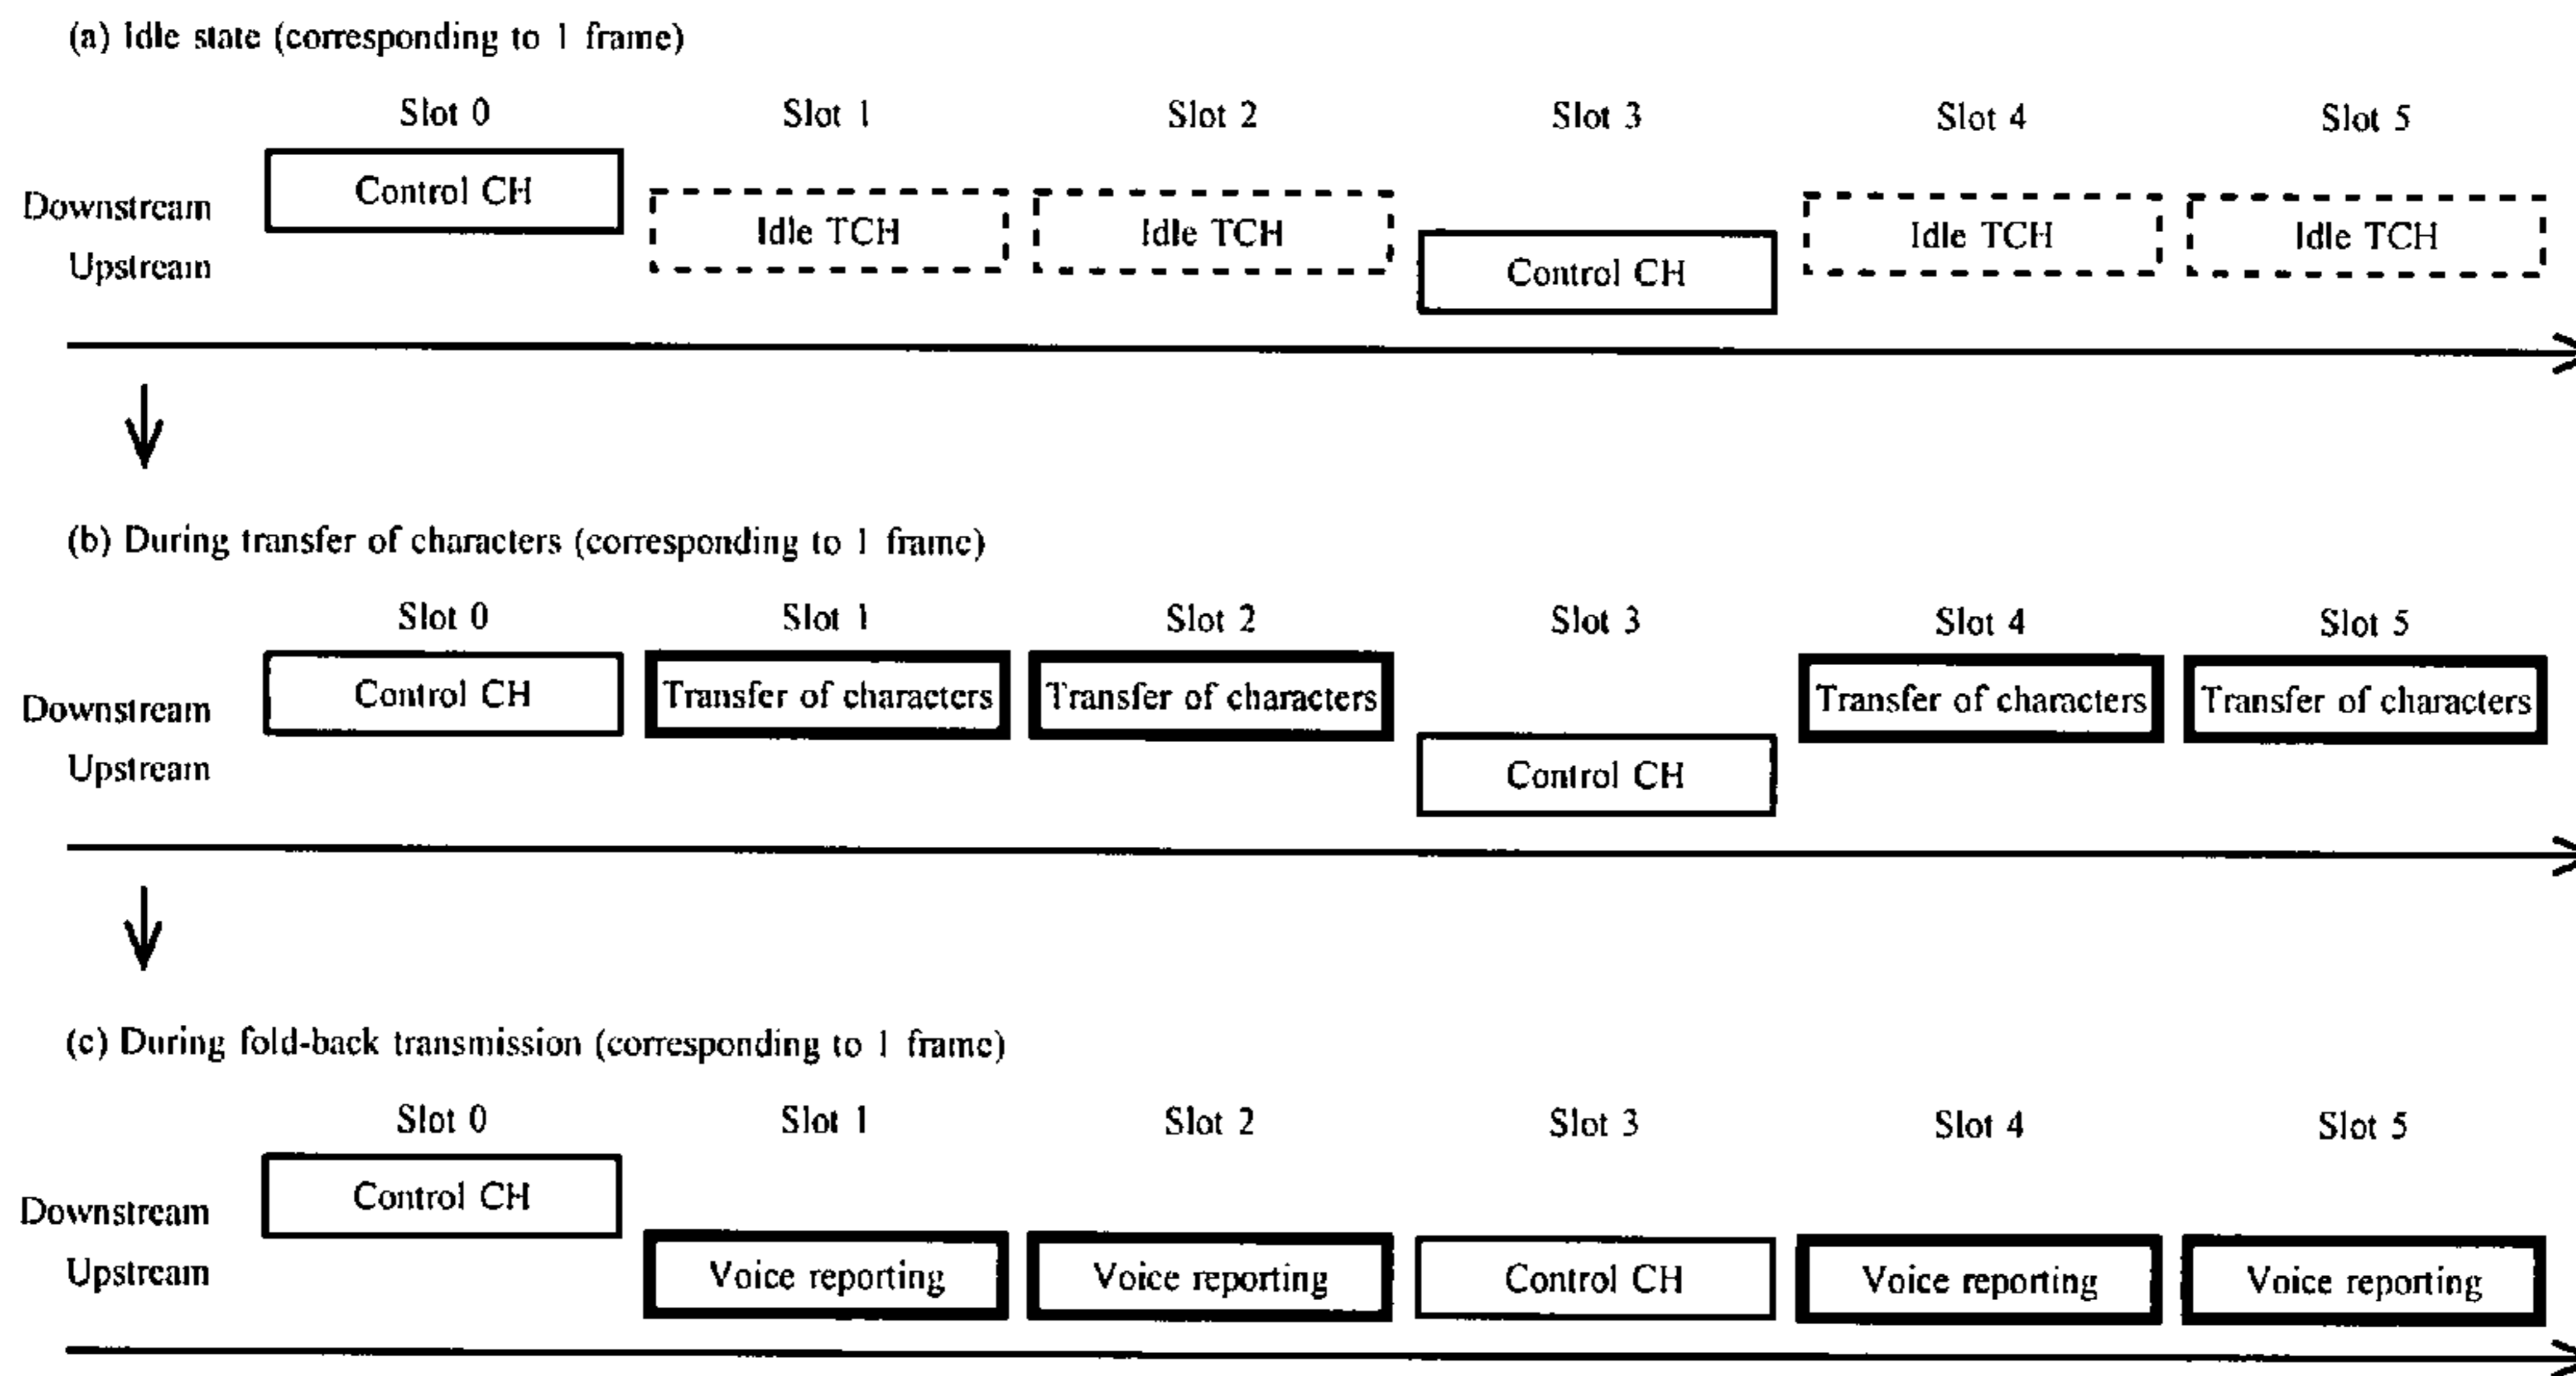 (a) Idle state (corresponding to 1 frame)
Slot 0 Slot 1 Slot 2 Slot 3 Slot 4 Slot 5
Control CH
Downstream
Idle TCH Idle TCH Idle TCH Idle TCH
Upstream
Control CH
(b) During transfer of characters (corresponding to 1 frame)
Slot 0 Slot 1 Slot 2 Slot 3 Slot 4 Slot 5
Control CH Transfer of characters Transfer of characters Transfer of characters Transfer of characters
Downstream
Upstream
Control CH
(c) During fold-back transmission (corresponding to 1 frame)
Slot 0 Slot 1 Slot 2 Slot 3 Slot 4 Slot 5
Control CH
Downstream
Upstream
Voice reporting Voice reporting Control CH Voice reporting Voice reporting